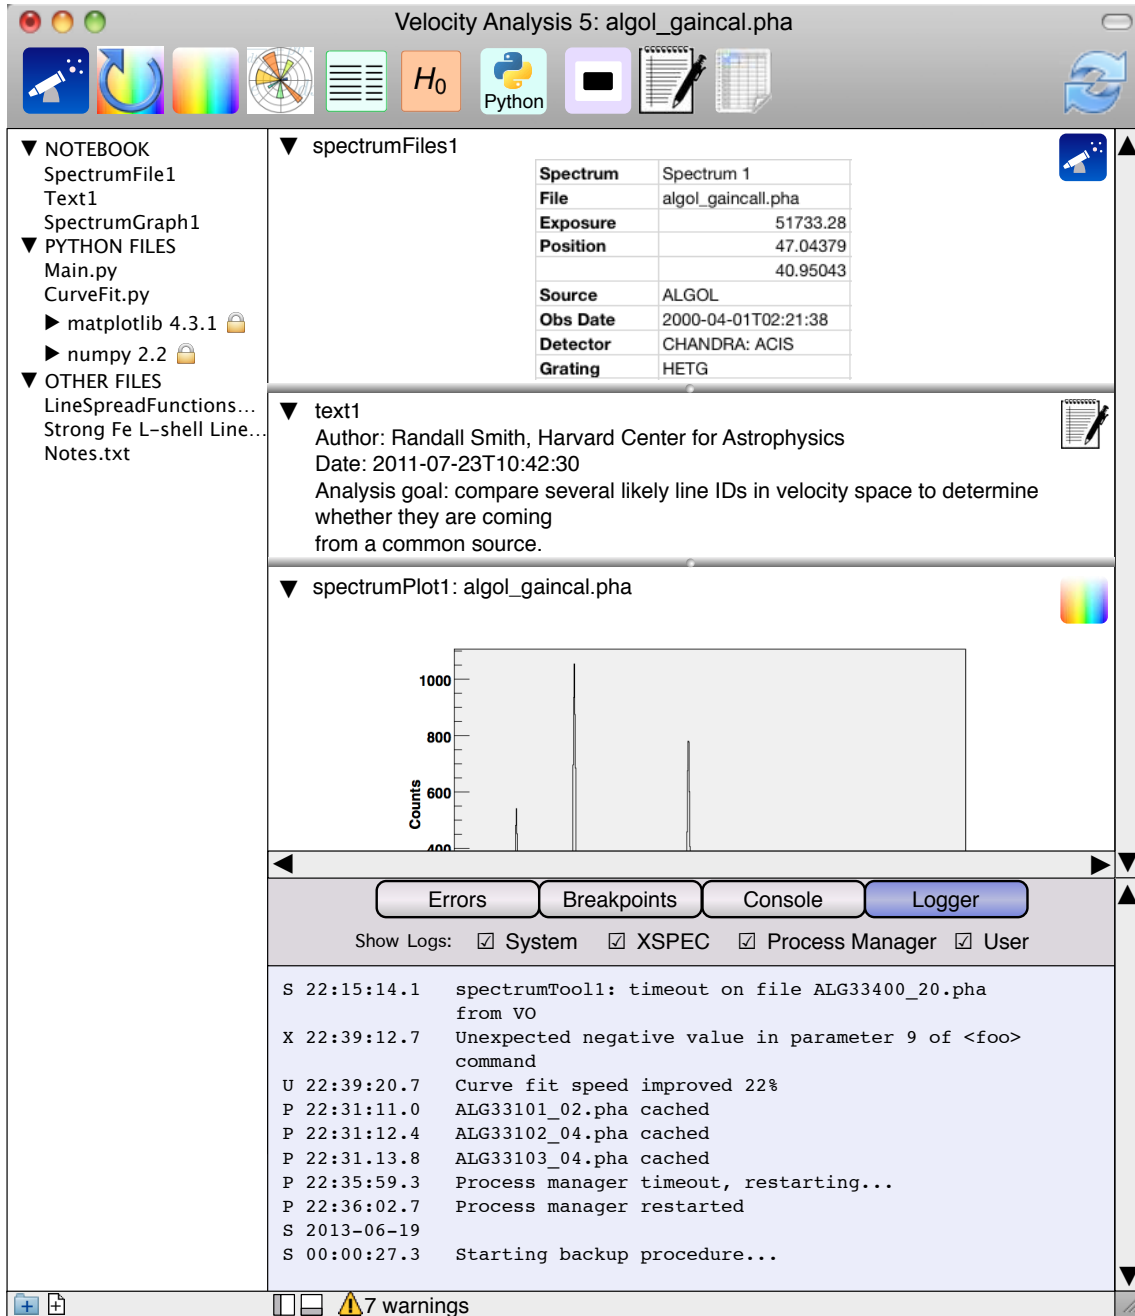 Velocity Analysis 5: algol_gaincal.pha
H0
Python
▼ NOTEBOOK
SpectrumFile1
Text1
SpectrumGraph1
▼ PYTHON FILES
Main.py
CurveFit.py
▶ matplotlib 4.3.1
▶ numpy 2.2
▼ OTHER FILES
LineSpreadFunctions...
Strong Fe L-shell Line...
Notes.txt
▼ spectrumFiles1
Spectrum Spectrum 1
File algol_gaincall.pha
Exposure 51733.28
Position 47.04379
40.95043
Source ALGOL
Obs Date 2000-04-01T02:21:38
Detector CHANDRA: ACIS
Grating HETG
▼ text1
Author: Randall Smith, Harvard Center for Astrophysics
Date: 2011-07-23T10:42:30
Analysis goal: compare several likely line IDs in velocity space to determine
whether they are coming
from a common source.
▼ spectrumPlot1: algol_gaincal.pha
1000
800
600
400
Counts
Errors Breakpoints Console Logger
Show Logs: ☑ System ☑ XSPEC ☑ Process Manager ☑ User
S 22:15:14.1 spectrumTool1: timeout on file ALG33400_20.pha
from VO
X 22:39:12.7 Unexpected negative value in parameter 9 of <foo>
command
U 22:39:20.7 Curve fit speed improved 22%
P 22:31:11.0 ALG33101_02.pha cached
P 22:31:12.4 ALG33102_04.pha cached
P 22:31.13.8 ALG33103_04.pha cached
P 22:35:59.3 Process manager timeout, restarting...
P 22:36:02.7 Process manager restarted
S 2013-06-19
S 00:00:27.3 Starting backup procedure...
7 warnings